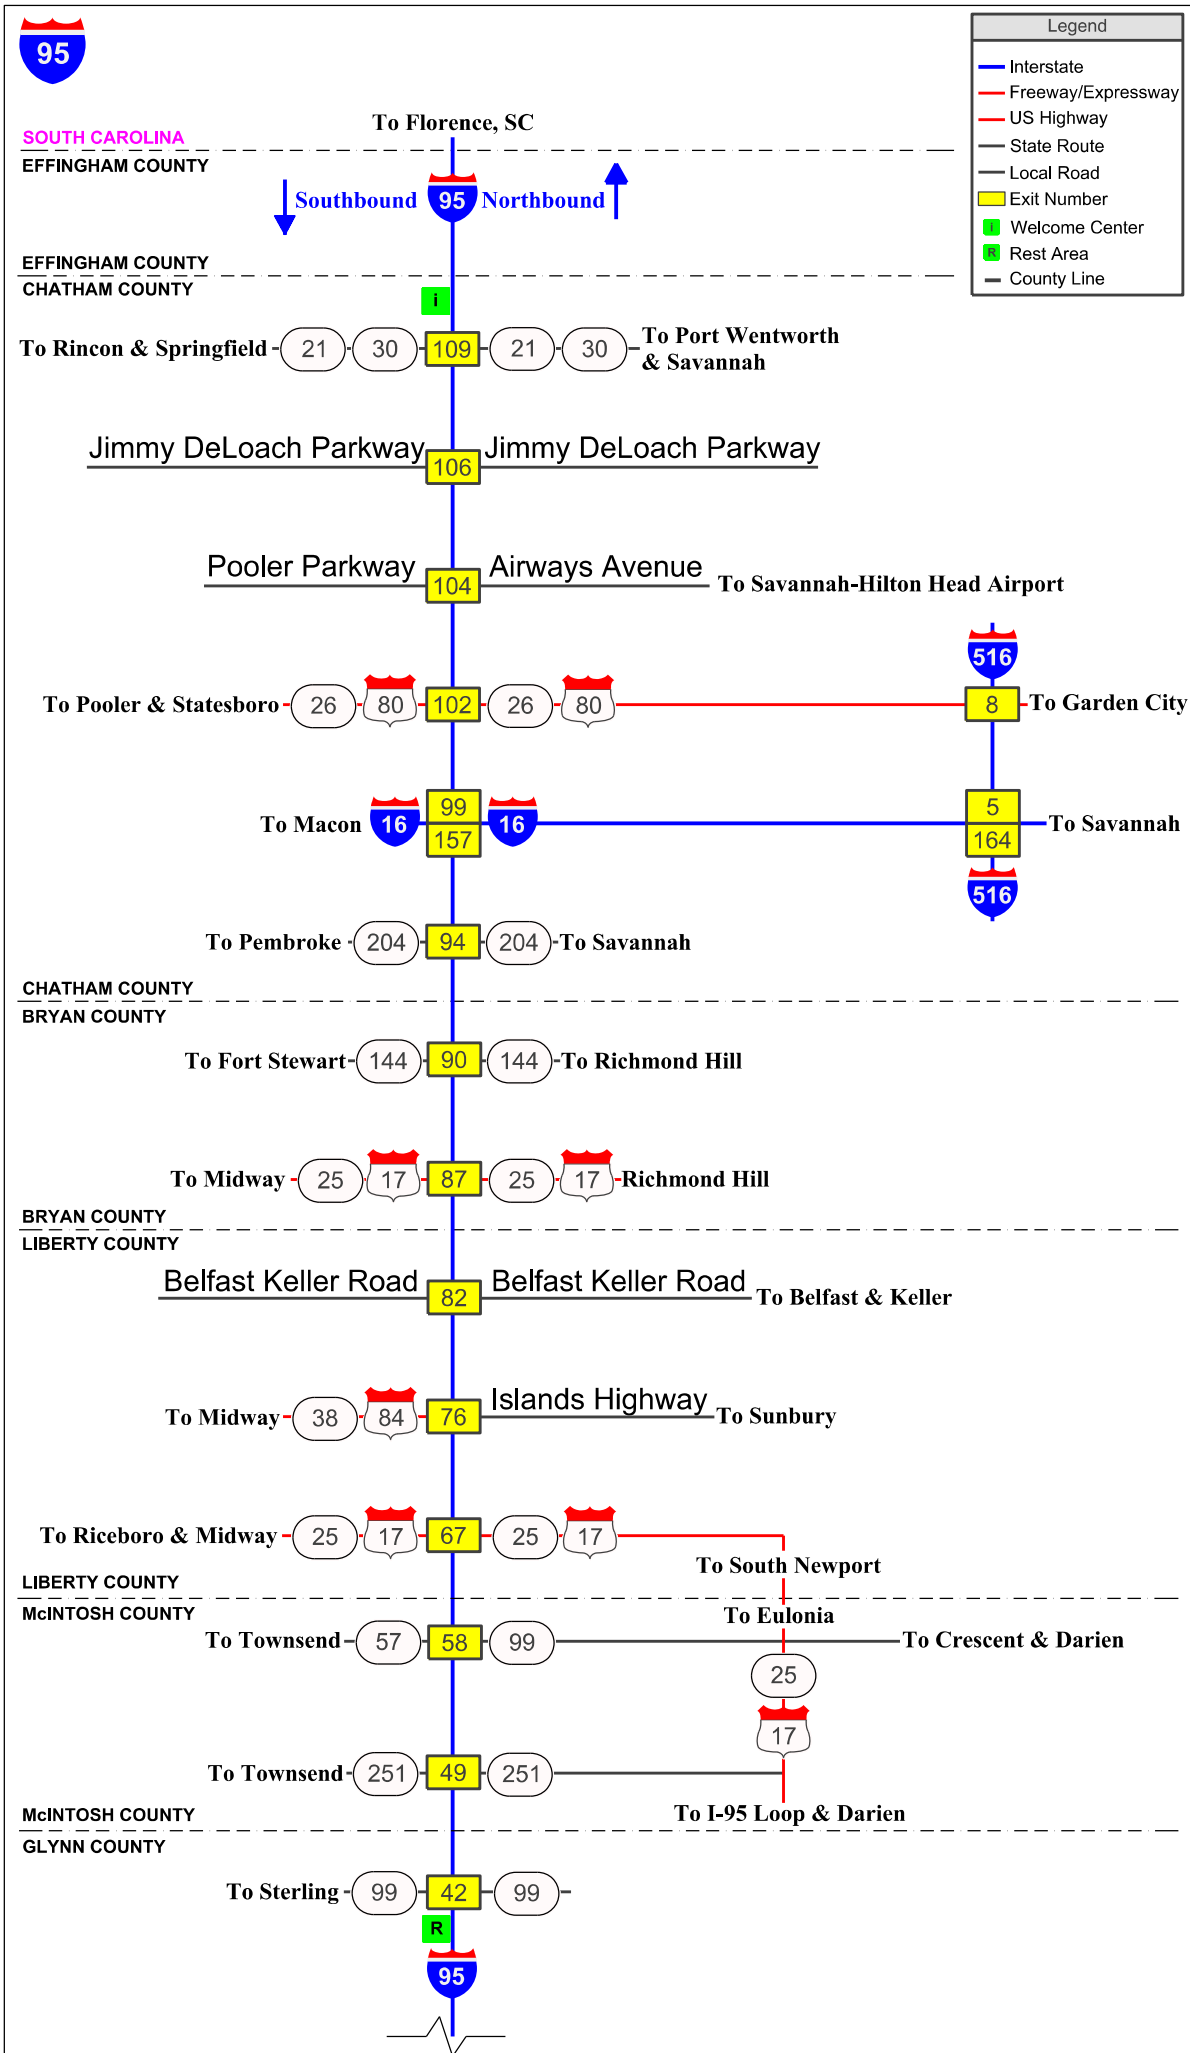 95
Legend
Interstate
Freeway/Expressway
US Highway
State Route
Local Road
Exit Number
i Welcome Center
R Rest Area
County Line
To Florence, SC
SOUTH CAROLINA
EFFINGHAM COUNTY
Southbound 95 Northbound
EFFINGHAM COUNTY
CHATHAM COUNTY
i
To Rincon & Springfield 21 30 109 21 30 To Port Wentworth
& Savannah
Jimmy DeLoach Parkway 106 Jimmy DeLoach Parkway
Pooler Parkway 104 Airways Avenue To Savannah-Hilton Head Airport
516
To Pooler & Statesboro 26 80 102 26 80 8 To Garden City
99 5
To Macon 16 16 To Savannah
157 164
516
To Pembroke 204 94 204 To Savannah
CHATHAM COUNTY
BRYAN COUNTY
To Fort Stewart 144 90 144 To Richmond Hill
To Midway 25 17 87 25 17 Richmond Hill
BRYAN COUNTY
LIBERTY COUNTY
Belfast Keller Road 82 Belfast Keller Road To Belfast & Keller
To Midway 38 84 76 Islands Highway To Sunbury
To Riceboro & Midway 25 17 67 25 17
To South Newport
LIBERTY COUNTY
McINTOSH COUNTY
To Eulonia
To Townsend 57 58 99 To Crescent & Darien
25
17
To Townsend 251 49 251
McINTOSH COUNTY
To I-95 Loop & Darien
GLYNN COUNTY
To Sterling 99 42 99
R
95